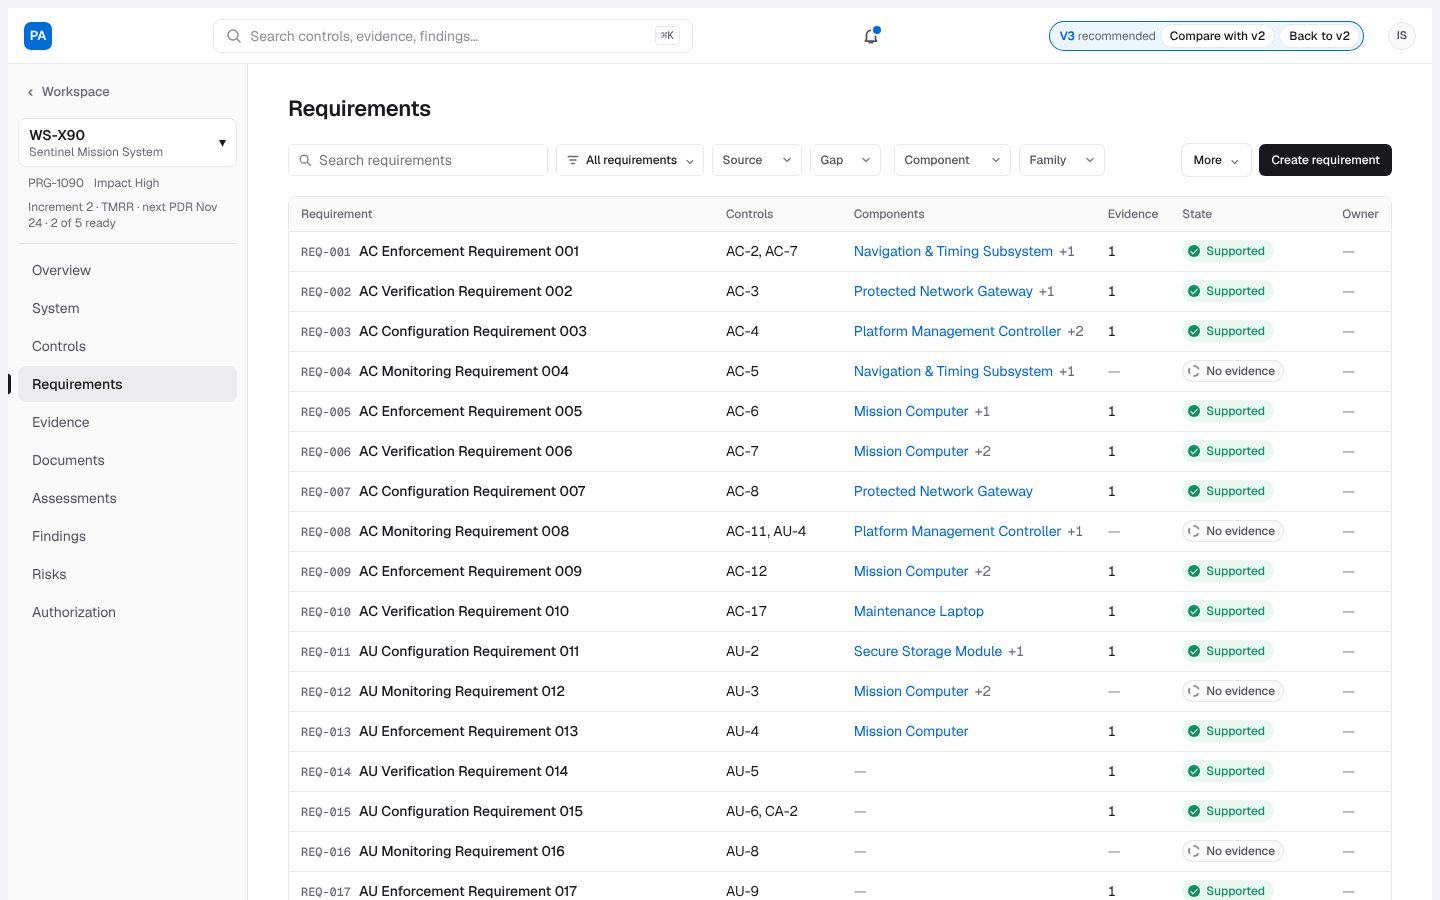 PA
Search controls, evidence, findings...
⌘K
V3 recommended
Compare with v2
Back to v2
IS
‹ Workspace
WS-X90
Sentinel Mission System
PRG-1090 Impact High
Increment 2 · TMRR · next PDR Nov
24 · 2 of 5 ready
Overview
System
Controls
Requirements
Evidence
Documents
Assessments
Findings
Risks
Authorization
Requirements
Search requirements
All requirements
Source
Gap
Component
Family
More
Create requirement
Requirement Controls Components Evidence State Owner
REQ-001 AC Enforcement Requirement 001 AC-2, AC-7 Navigation & Timing Subsystem +1 1 Supported —
REQ-002 AC Verification Requirement 002 AC-3 Protected Network Gateway +1 1 Supported —
REQ-003 AC Configuration Requirement 003 AC-4 Platform Management Controller +2 1 Supported —
REQ-004 AC Monitoring Requirement 004 AC-5 Navigation & Timing Subsystem +1 — No evidence —
REQ-005 AC Enforcement Requirement 005 AC-6 Mission Computer +1 1 Supported —
REQ-006 AC Verification Requirement 006 AC-7 Mission Computer +2 1 Supported —
REQ-007 AC Configuration Requirement 007 AC-8 Protected Network Gateway 1 Supported —
REQ-008 AC Monitoring Requirement 008 AC-11, AU-4 Platform Management Controller +1 — No evidence —
REQ-009 AC Enforcement Requirement 009 AC-12 Mission Computer +2 1 Supported —
REQ-010 AC Verification Requirement 010 AC-17 Maintenance Laptop 1 Supported —
REQ-011 AU Configuration Requirement 011 AU-2 Secure Storage Module +1 1 Supported —
REQ-012 AU Monitoring Requirement 012 AU-3 Mission Computer +2 — No evidence —
REQ-013 AU Enforcement Requirement 013 AU-4 Mission Computer 1 Supported —
REQ-014 AU Verification Requirement 014 AU-5 — 1 Supported —
REQ-015 AU Configuration Requirement 015 AU-6, CA-2 — 1 Supported —
REQ-016 AU Monitoring Requirement 016 AU-8 — — No evidence —
REQ-017 AU Enforcement Requirement 017 AU-9 — 1 Supported —